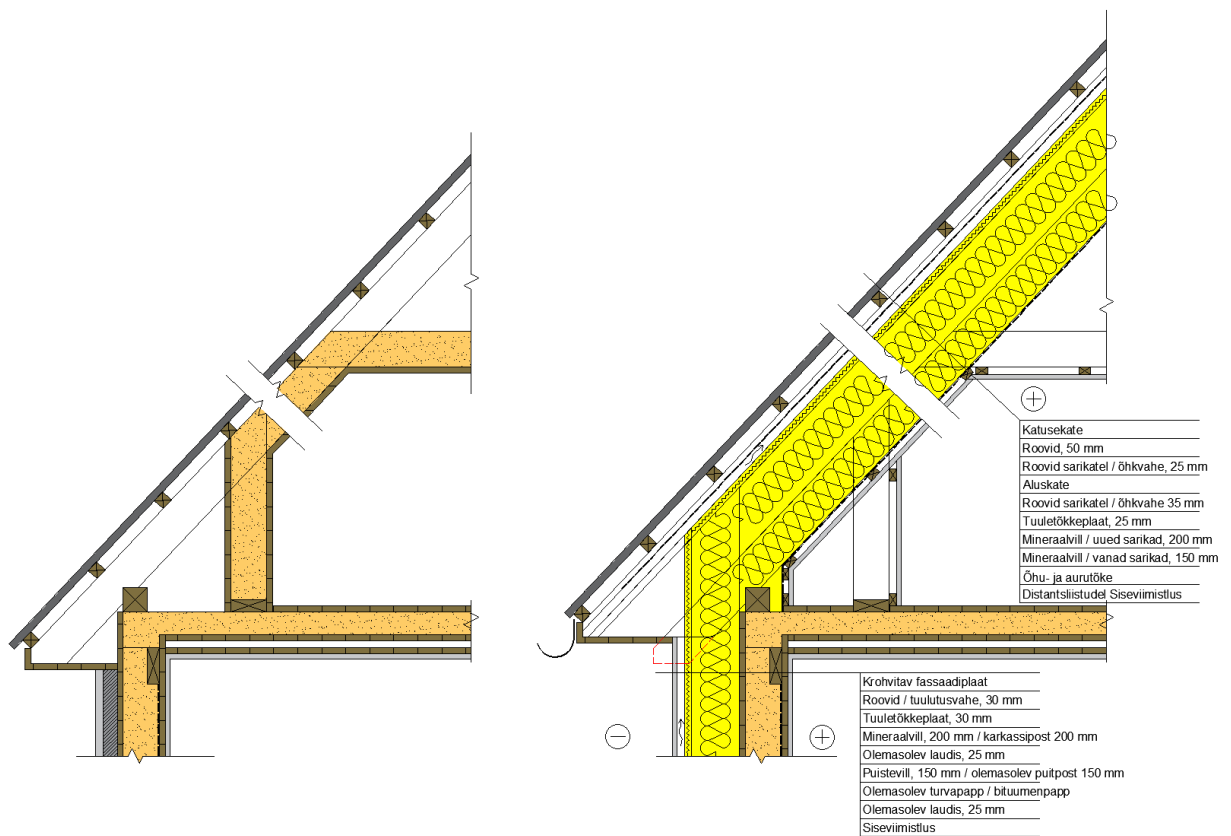 Katusekate
Roovid, 50 mm
Roovid sarikatel / õhkvahe, 25 mm
Aluskate
Roovid sarikatel / õhkvahe 35 mm
Tuuletõkkeplaat, 25 mm
Mineraalvill / uued sarikad, 200 mm
Mineraalvill / vanad sarikad, 150 mm
Õhu- ja aurutõke
Distantsliistudel Siseviimistlus
Krohvitav fassaadiplaat
Roovid / tuulutusvahe, 30 mm
Tuuletõkkeplaat, 30 mm
Mineraalvill, 200 mm / karkassipost 200 mm
Olemasolev laudis, 25 mm
Puistevill, 150 mm / olemasolev puitpost 150 mm
Olemasolev turvapapp / bituumenpapp
Olemasolev laudis, 25 mm
Siseviimistlus